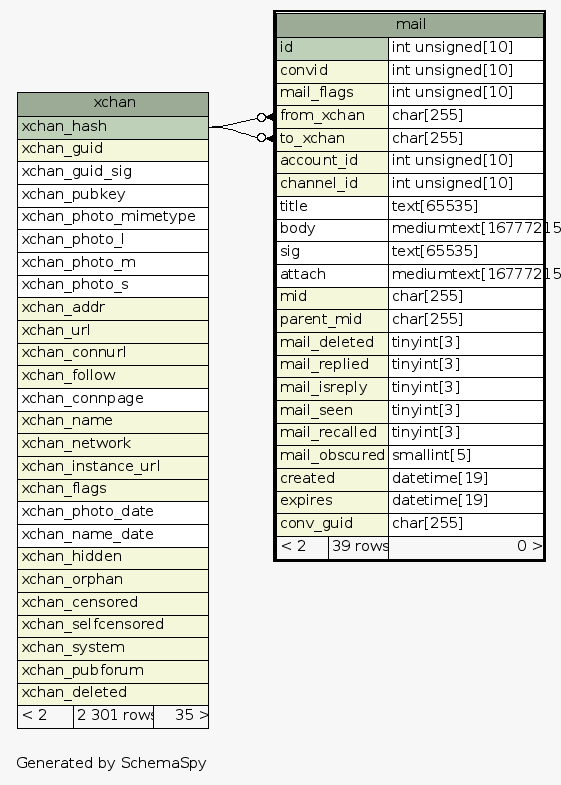 xchan
xchan_hash
xchan_guid
xchan_guid_sig
xchan_pubkey
xchan_photo_mimetype
xchan_photo_l
xchan_photo_m
xchan_photo_s
xchan_addr
xchan_url
xchan_connurl
xchan_follow
xchan_connpage
xchan_name
xchan_network
xchan_instance_url
xchan_flags
xchan_photo_date
xchan_name_date
xchan_hidden
xchan_orphan
xchan_censored
xchan_selfcensored
xchan_system
xchan_pubforum
xchan_deleted
< 2 2 301 rows 35 >
mail
id int unsigned[10]
convid int unsigned[10]
mail_flags int unsigned[10]
from_xchan char[255]
to_xchan char[255]
account_id int unsigned[10]
channel_id int unsigned[10]
title text[65535]
body mediumtext[16777215
sig text[65535]
attach mediumtext[16777215
mid char[255]
parent_mid char[255]
mail_deleted tinyint[3]
mail_replied tinyint[3]
mail_isreply tinyint[3]
mail_seen tinyint[3]
mail_recalled tinyint[3]
mail_obscured smallint[5]
created datetime[19]
expires datetime[19]
conv_guid char[255]
< 2 39 rows 0 >
Generated by SchemaSpy